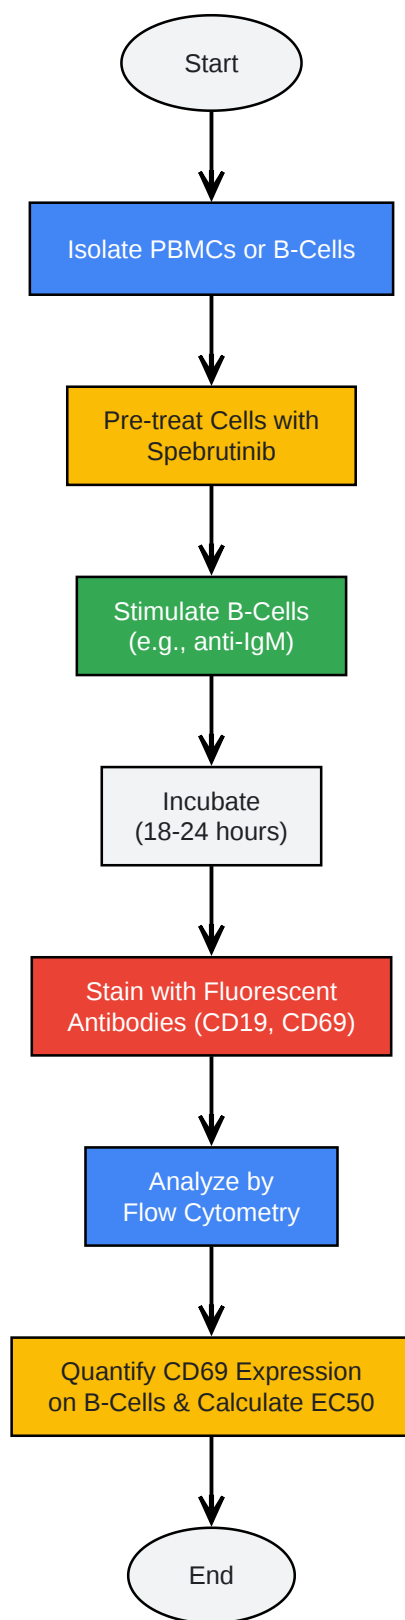 Start
Isolate PBMCs or B-Cells
Pre-treat Cells with
Spebrutinib
Stimulate B-Cells
(e.g., anti-IgM)
Incubate
(18-24 hours)
Stain with Fluorescent
Antibodies (CD19, CD69)
Analyze by
Flow Cytometry
Quantify CD69 Expression
on B-Cells & Calculate EC50
End